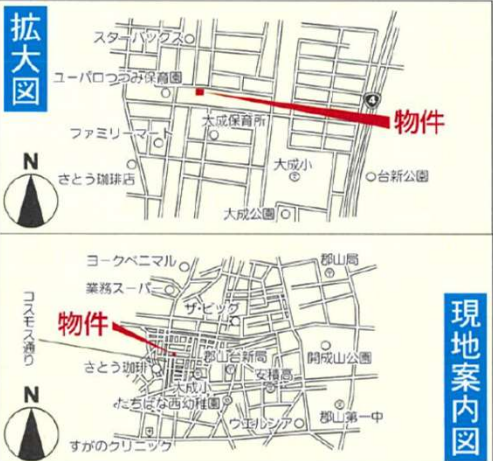 拡大図
スターバックス
ユーパロつつみ保育園
4
大成保育所
物件
ファミリーマート
N
大成小
さとう珈琲店
台新公園
大成公園
ヨークベニマル
郡山局
業務スーパー
コスモス通り
ザ・ビッグ
物件
現地案内図
郡山台新局
開成山公園
さとう珈琲
安積高
大成小
たちばな西幼稚園
N
ウエルシア
郡山第一中
すがのクリニック